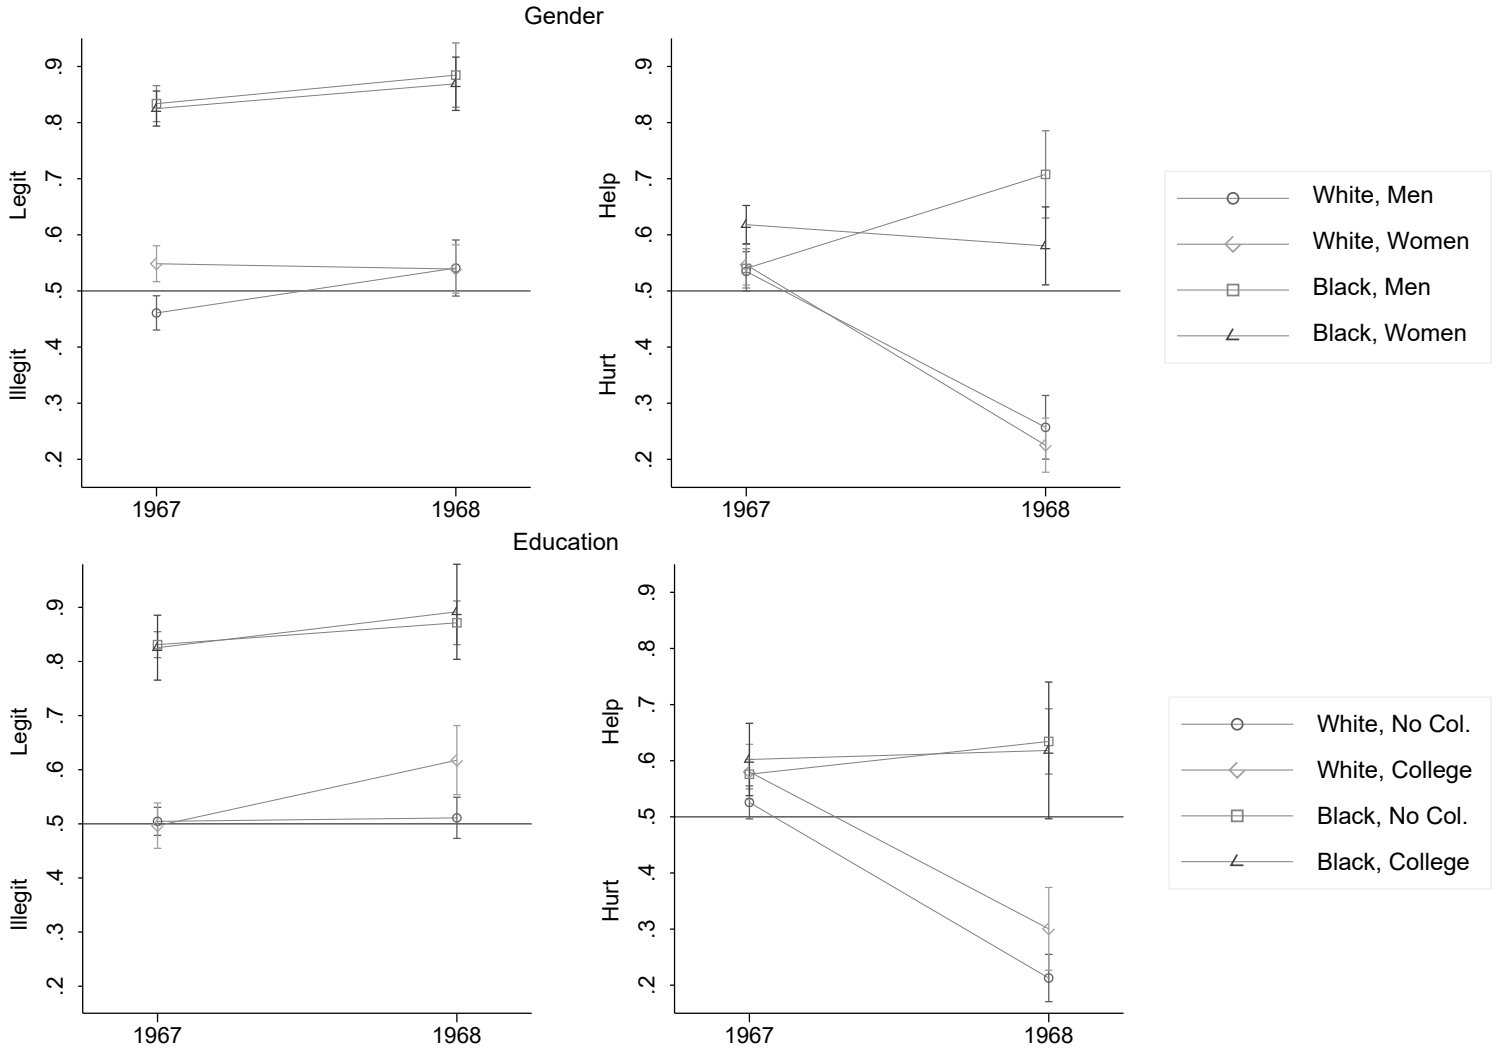 Gender
.9
.8
.7
.6
.5
.4
.3
.2
Legit
Illegit
1967
1968
.9
.8
.7
.6
.5
.4
.3
.2
Help
Hurt
1967
1968
White, Men
White, Women
Black, Men
Black, Women
Education
.9
.8
.7
.6
.5
.4
.3
.2
Legit
Illegit
1967
1968
.9
.8
.7
.6
.5
.4
.3
.2
Help
Hurt
1967
1968
White, No Col.
White, College
Black, No Col.
Black, College